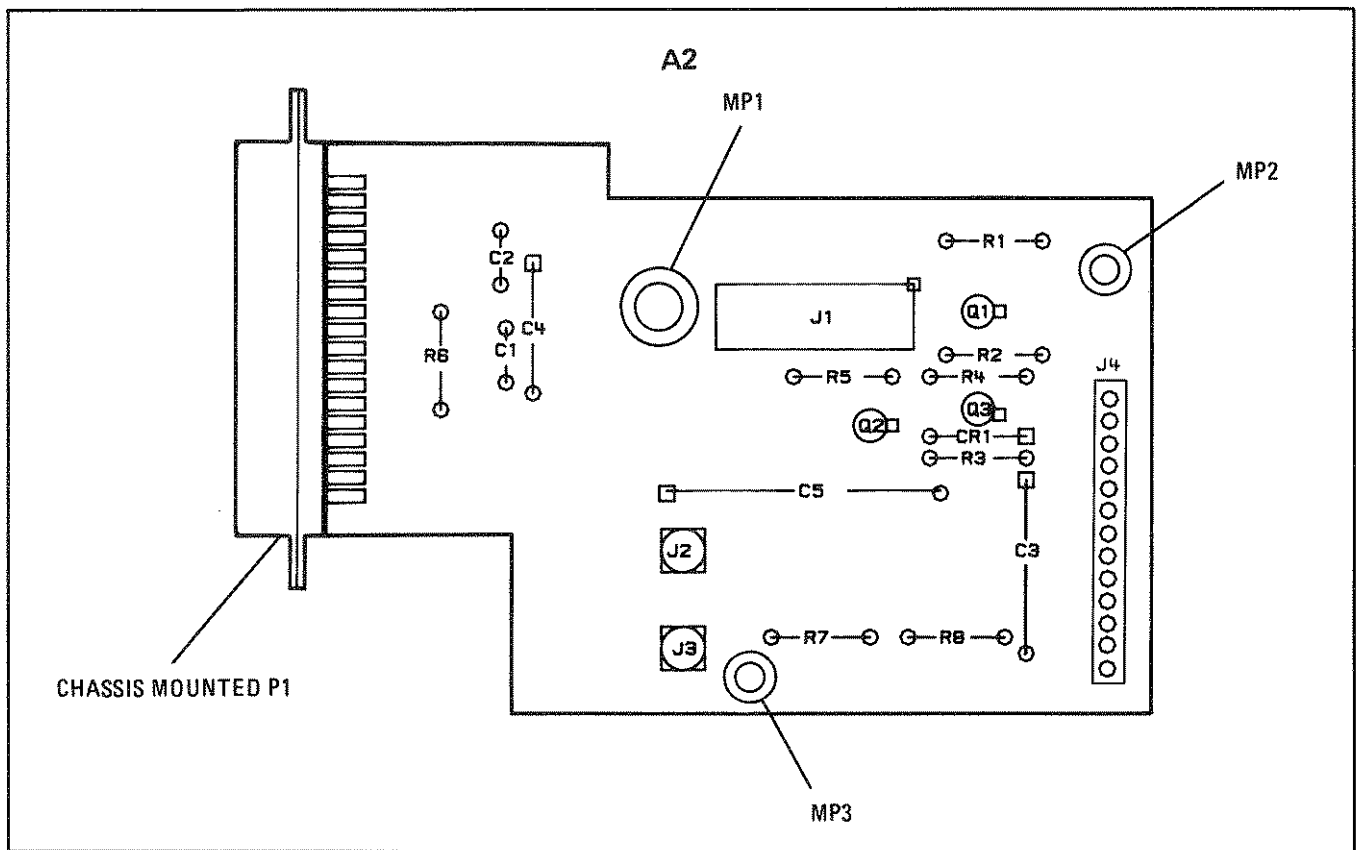 A2
MP1
MP2
R1
C2
J1
Q1
C4
R6
C1
R2
J4
R5
R4
Q3
Q2
CR1
R3
C5
J2
C3
R7
R8
J3
CHASSIS MOUNTED P1
MP3